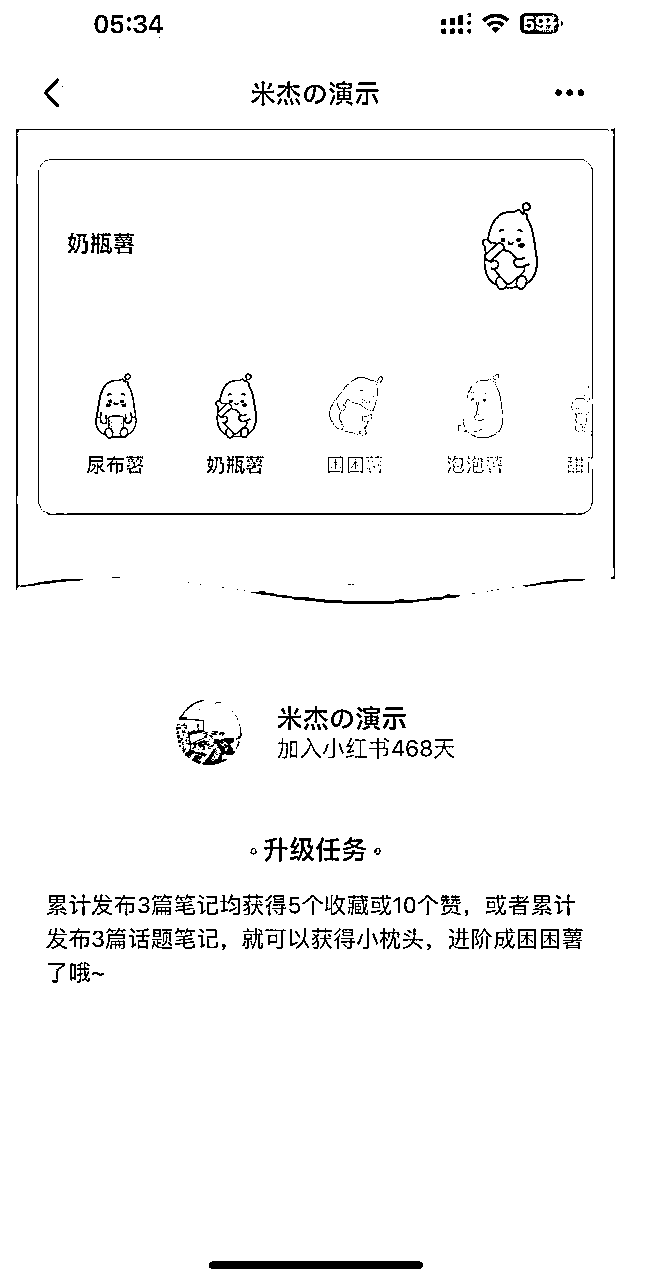 05:34
米杰の演示
奶瓶薯
尿布薯 奶瓶薯 困困薯 泡泡薯 甜
米杰の演示
加入小红书468天
升级任务
累计发布3篇笔记均获得5个收藏或10个赞，或者累计
发布3篇话题笔记，就可以获得小枕头，进阶成困困薯
了哦~